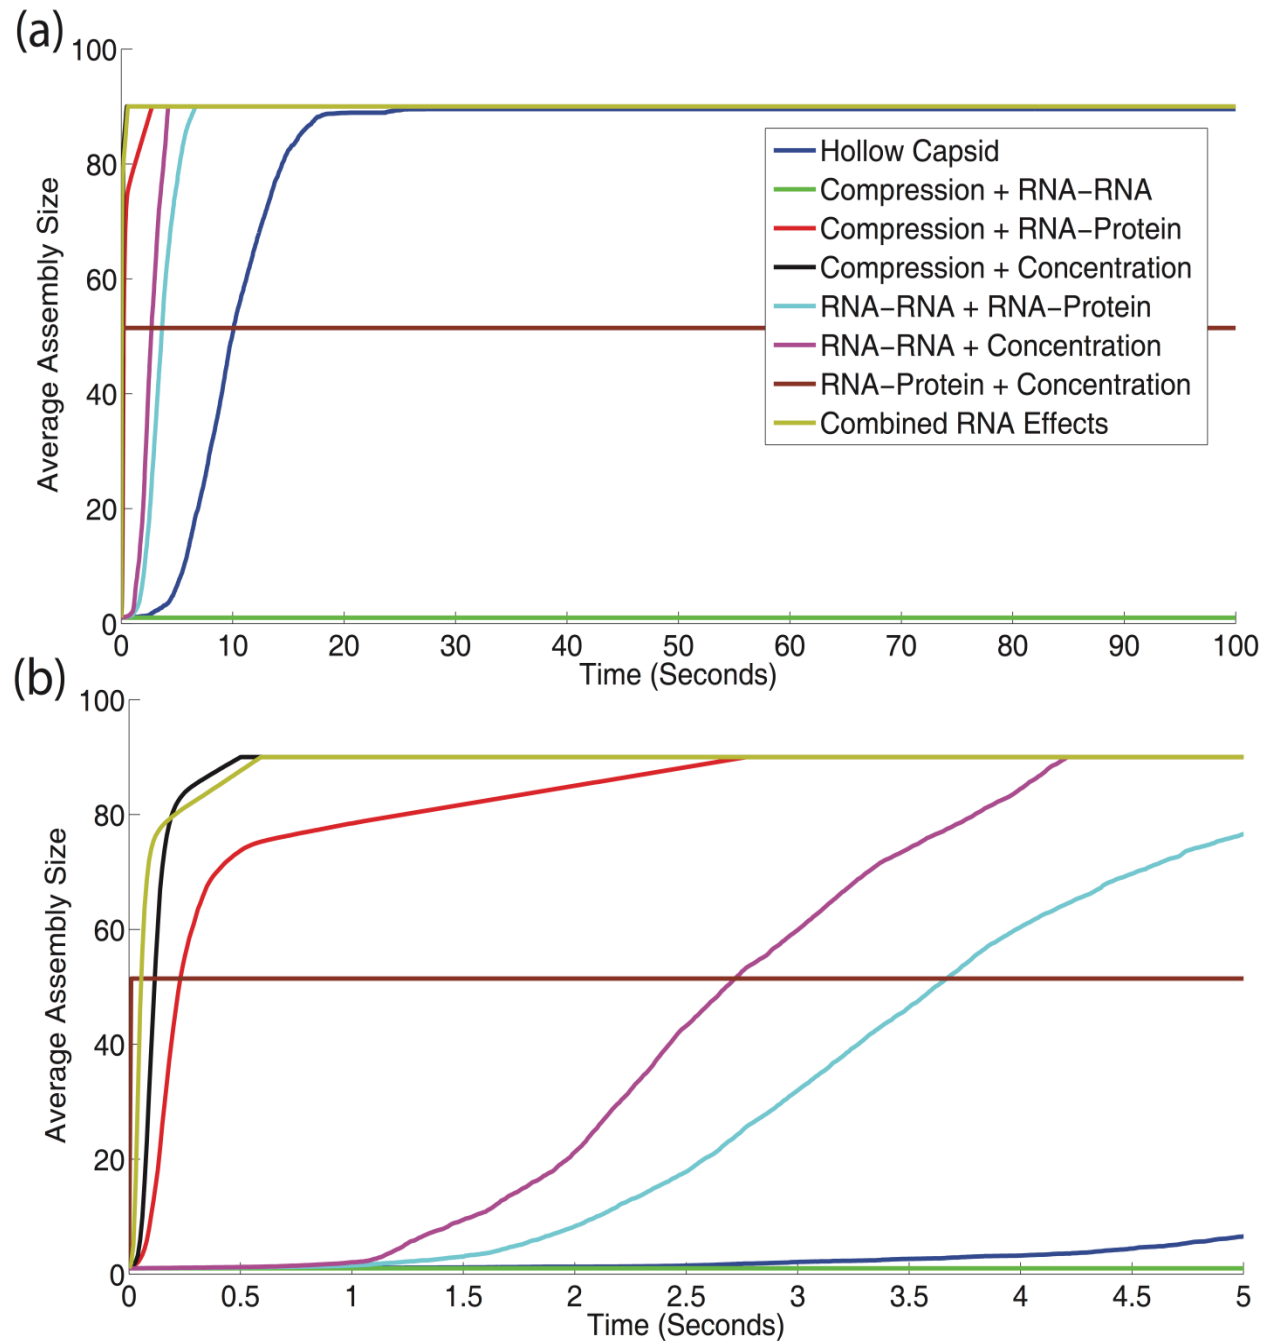 (a)
100
80
60
40
20
0
Average Assembly Size
Hollow Capsid
Compression + RNA−RNA
Compression + RNA−Protein
Compression + Concentration
RNA−RNA + RNA−Protein
RNA−RNA + Concentration
RNA−Protein + Concentration
Combined RNA Effects
0 10 20 30 40 50 60 70 80 90 100
Time (Seconds)
(b)
100
80
60
40
20
0
Average Assembly Size
0 0.5 1 1.5 2 2.5 3 3.5 4 4.5 5
Time (Seconds)